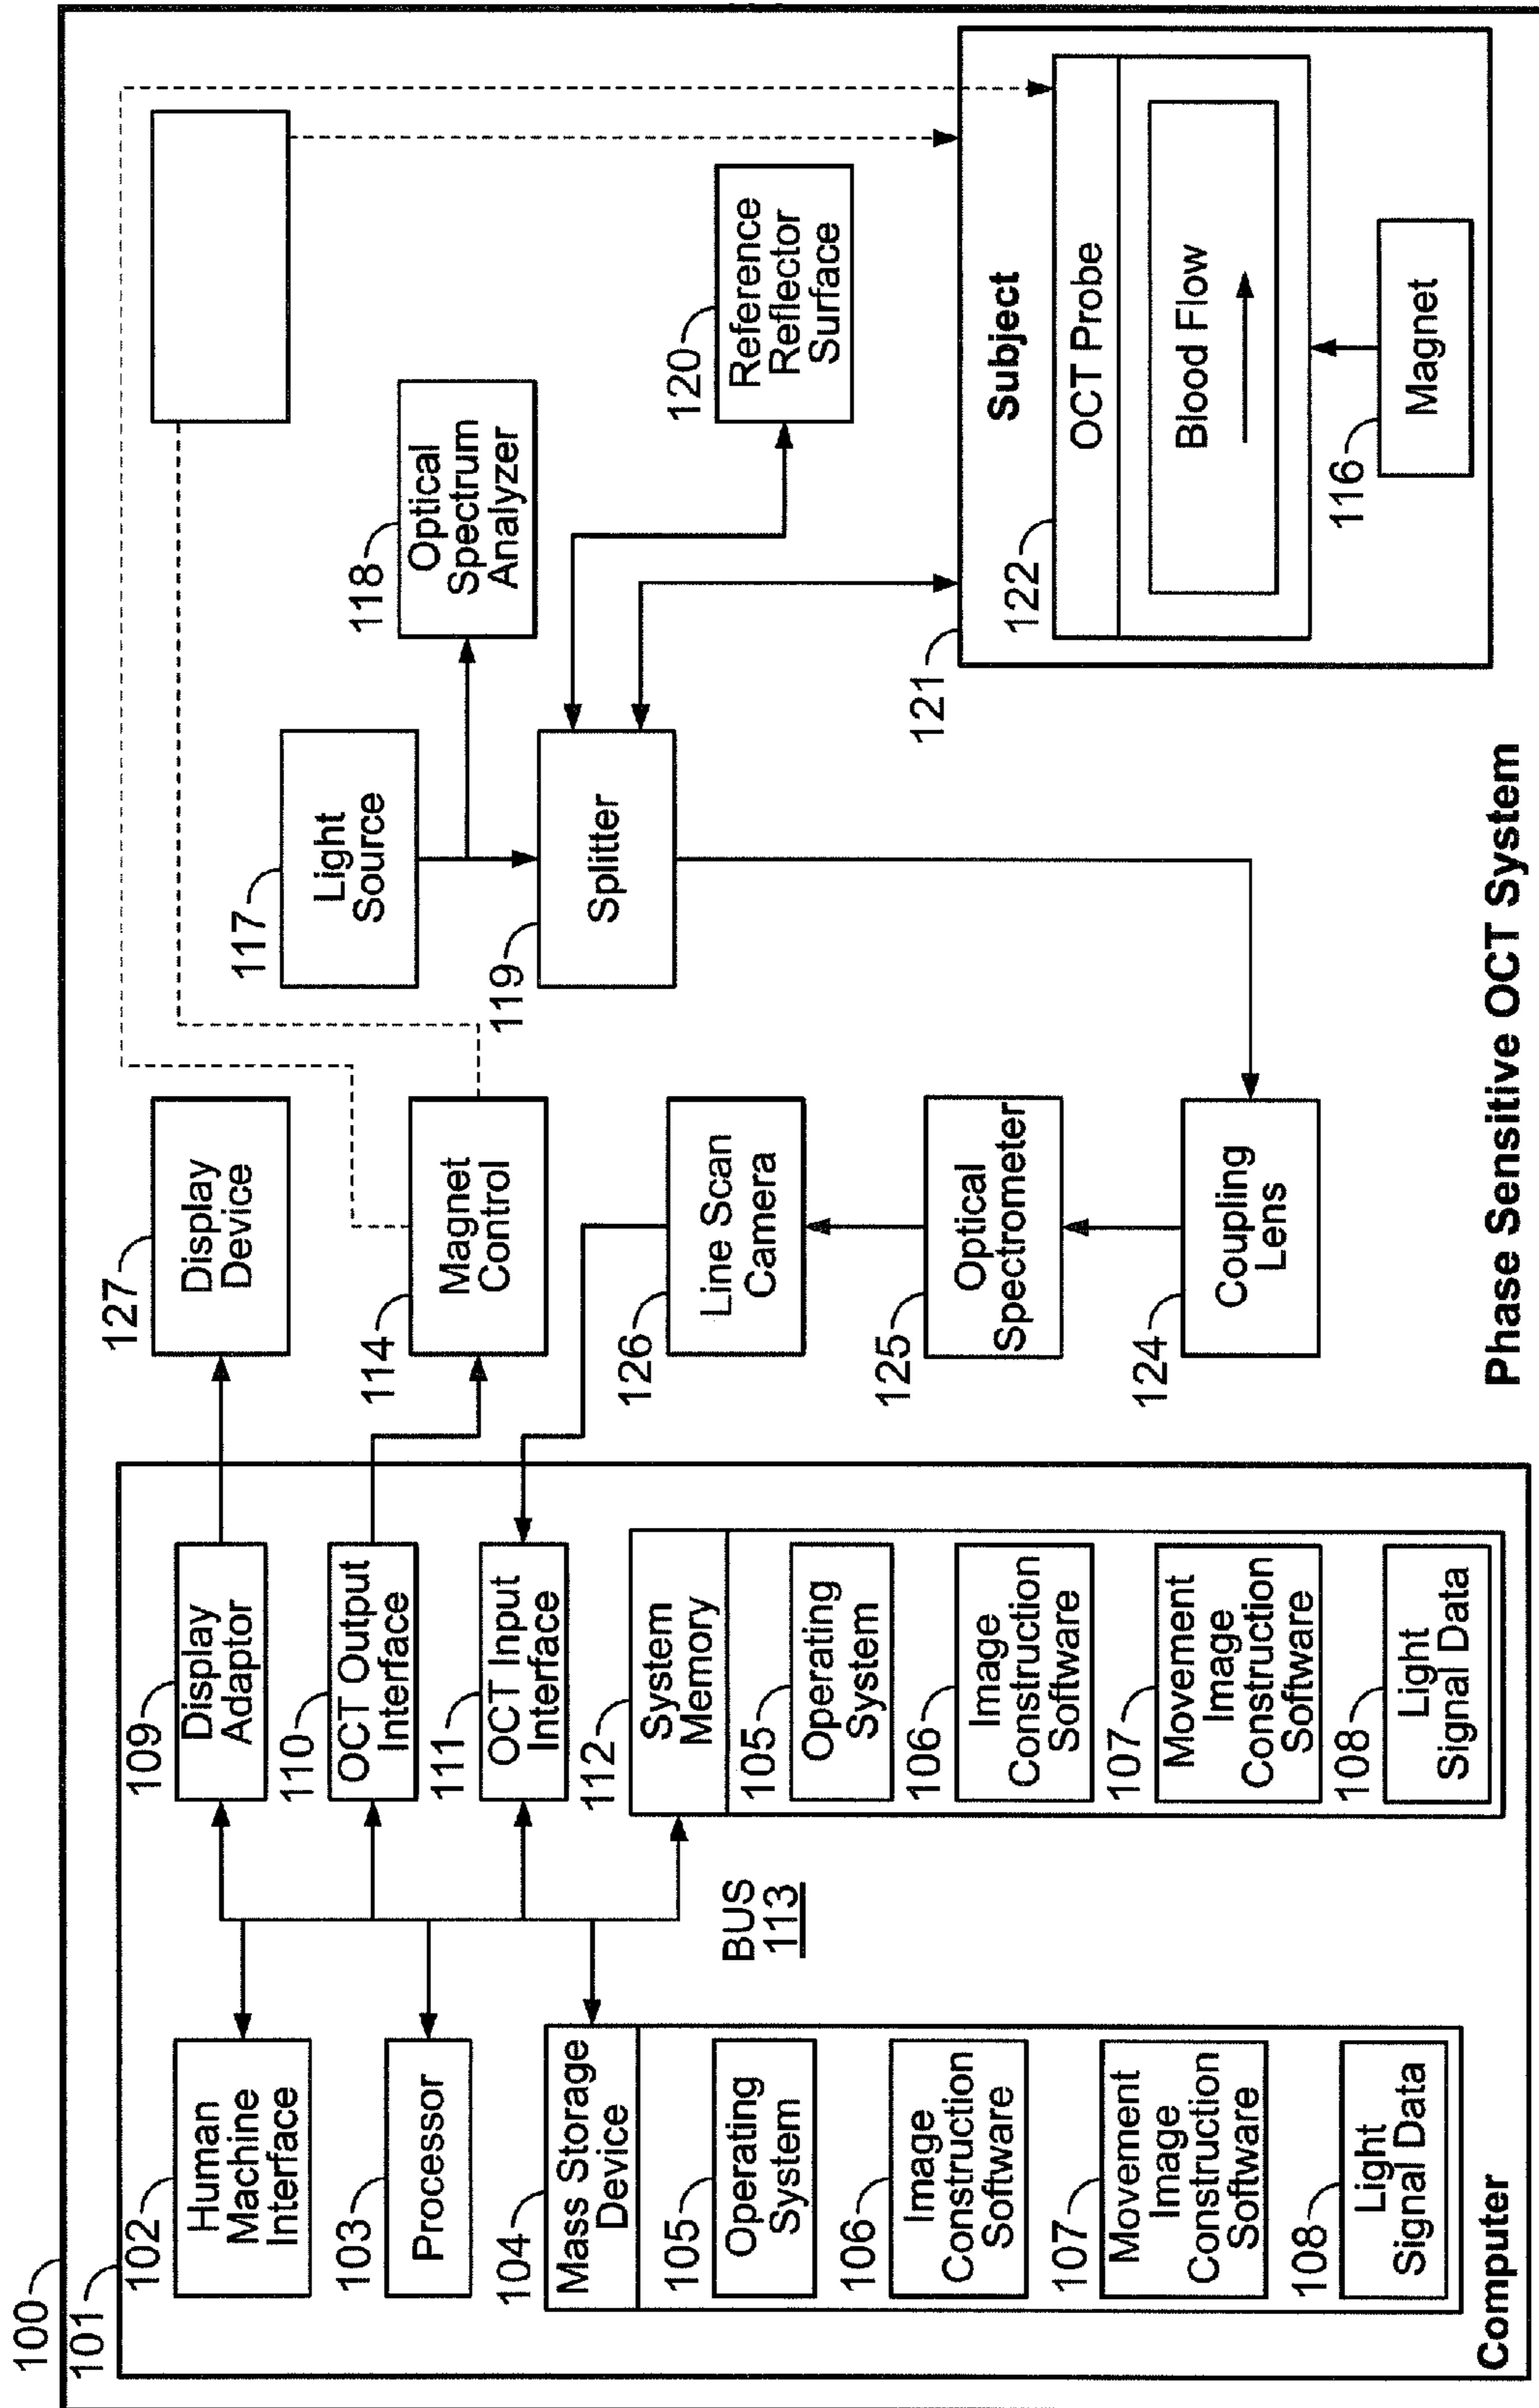 100
101
102
Human
Machine
Interface
103
Processor
104
Mass Storage
Device
105
Operating
System
106
Image
Construction
Software
107
Movement
Image
Construction
Software
108
Light
Signal Data
Computer
BUS
113
109
Display
Adaptor
110
OCT Output
Interface
111
OCT Input
Interface
112
System
Memory
105
Operating
System
106
Image
Construction
Software
107
Movement
Image
Construction
Software
108
Light
Signal Data
127
Display
Device
114
Magnet
Control
126
Line Scan
Camera
125
Optical
Spectrometer
124
Coupling
Lens
117
Light
Source
119
Splitter
118
Optical
Spectrum
Analyzer
120
Reference
Reflector
Surface
121
Subject
122
OCT Probe
Blood Flow
116
Magnet
Phase Sensitive OCT System